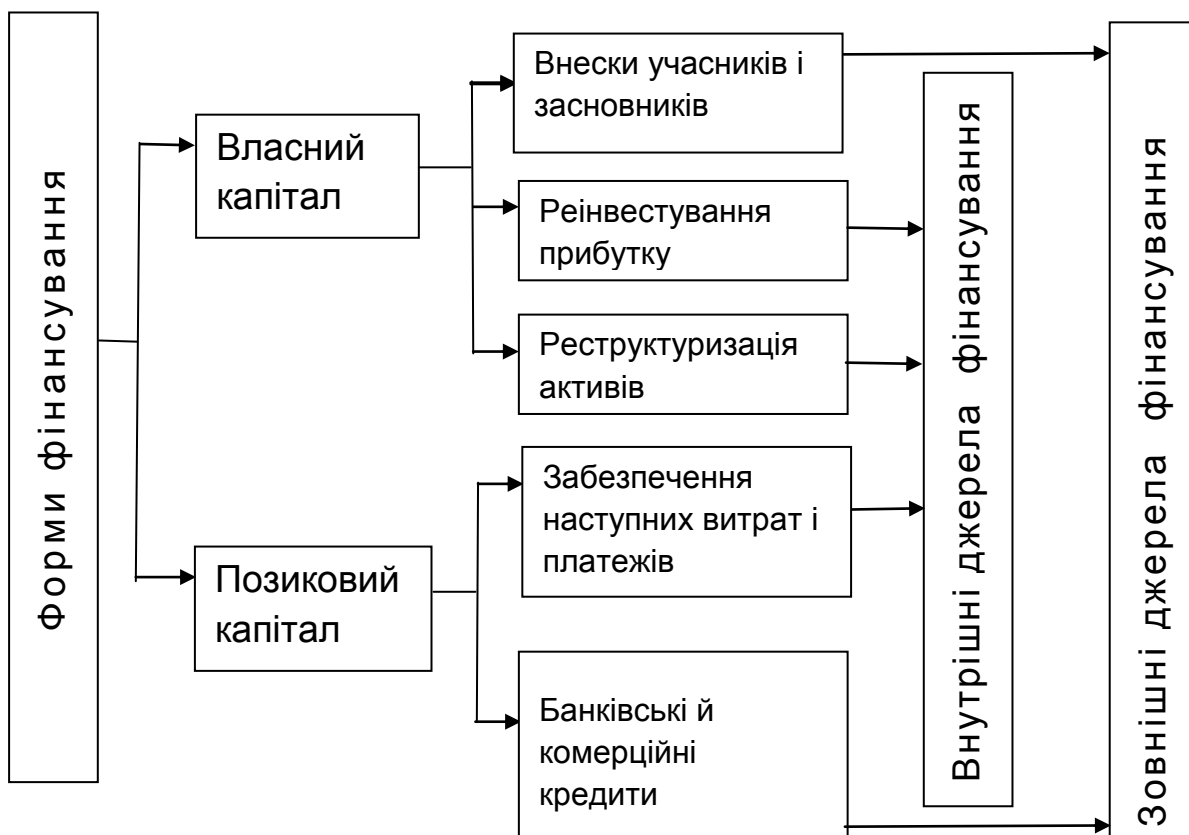 Форми фінансування
Власний
капітал
Позиковий
капітал
Внески учасників і
засновників
Реінвестування
прибутку
Реструктуризація
активів
Забезпечення
наступних витрат і
платежів
Банківські й
комерційні
кредити
Внутрішні джерела фінансування
Зовнішні джерела фінансування